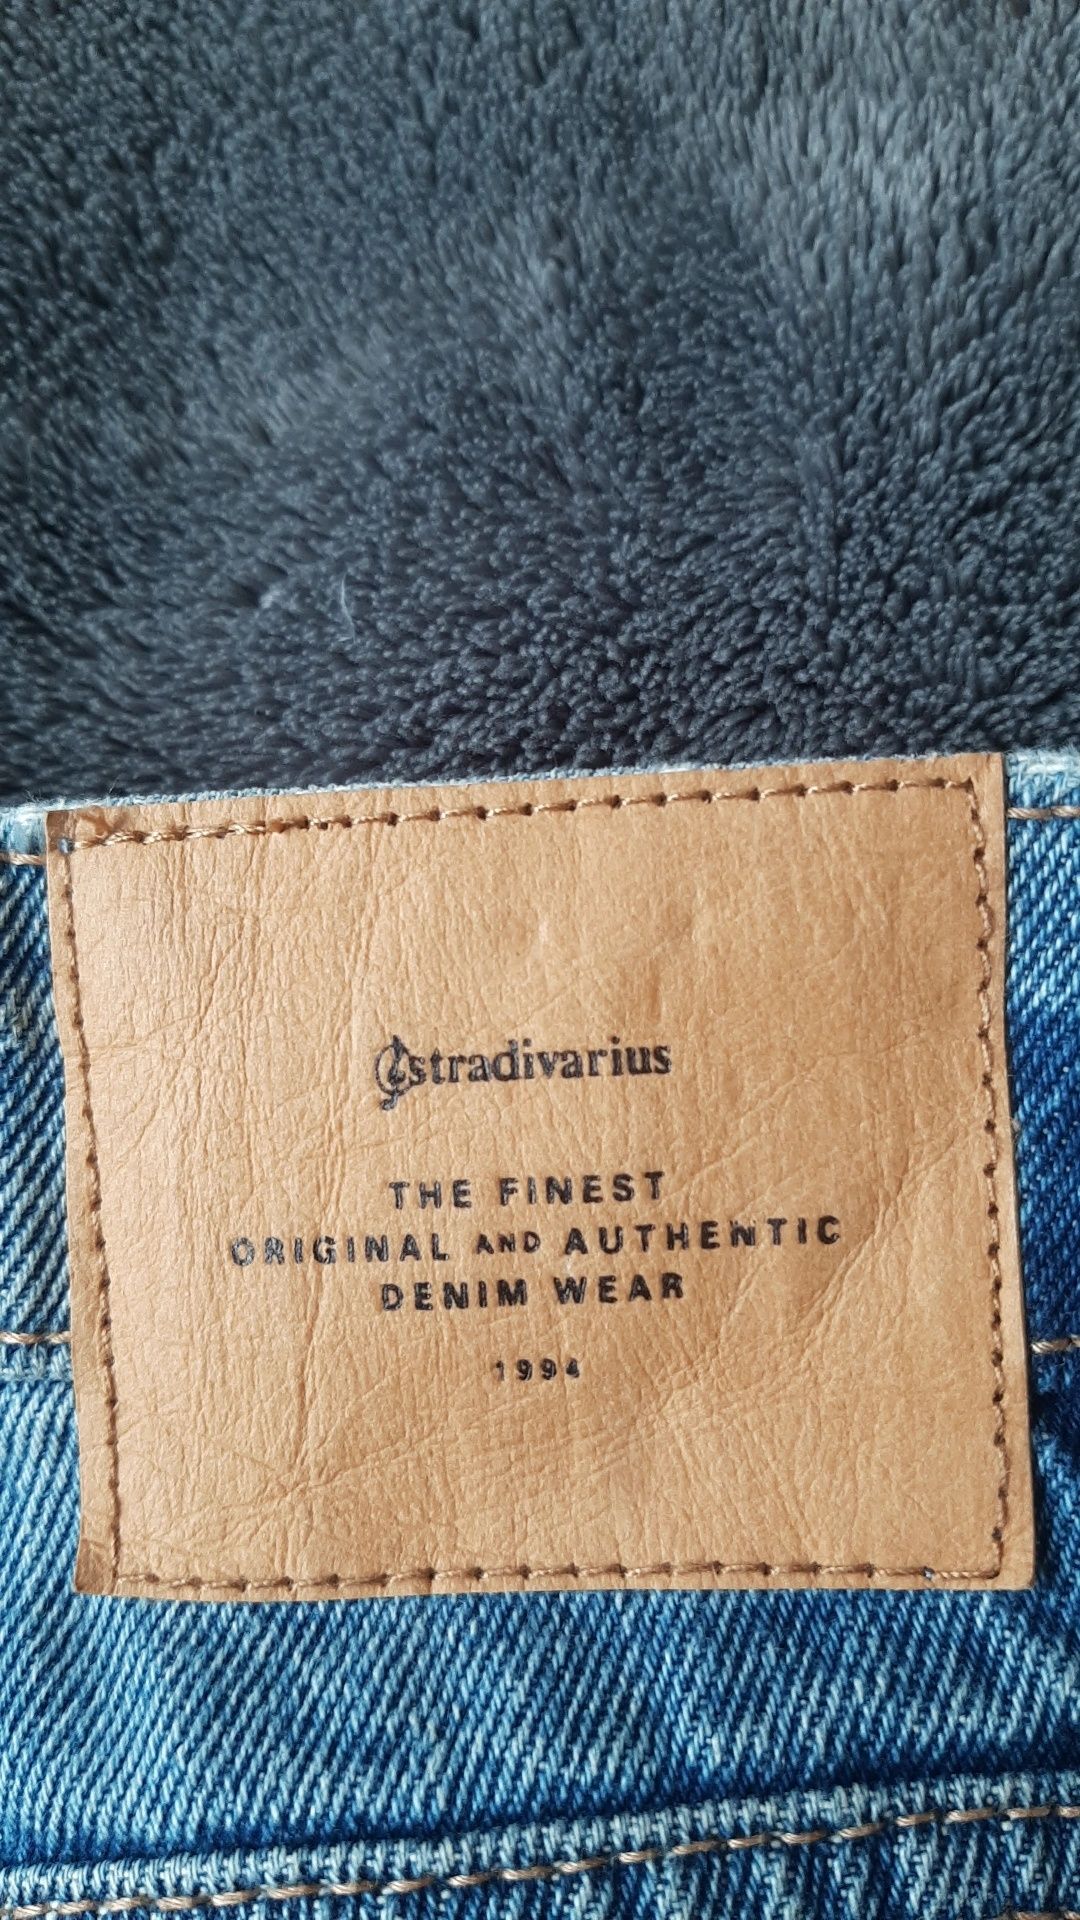 stradivarius
THE FINEST
ORIGINAL AND AUTHENTIC
DENIM WEAR
1994